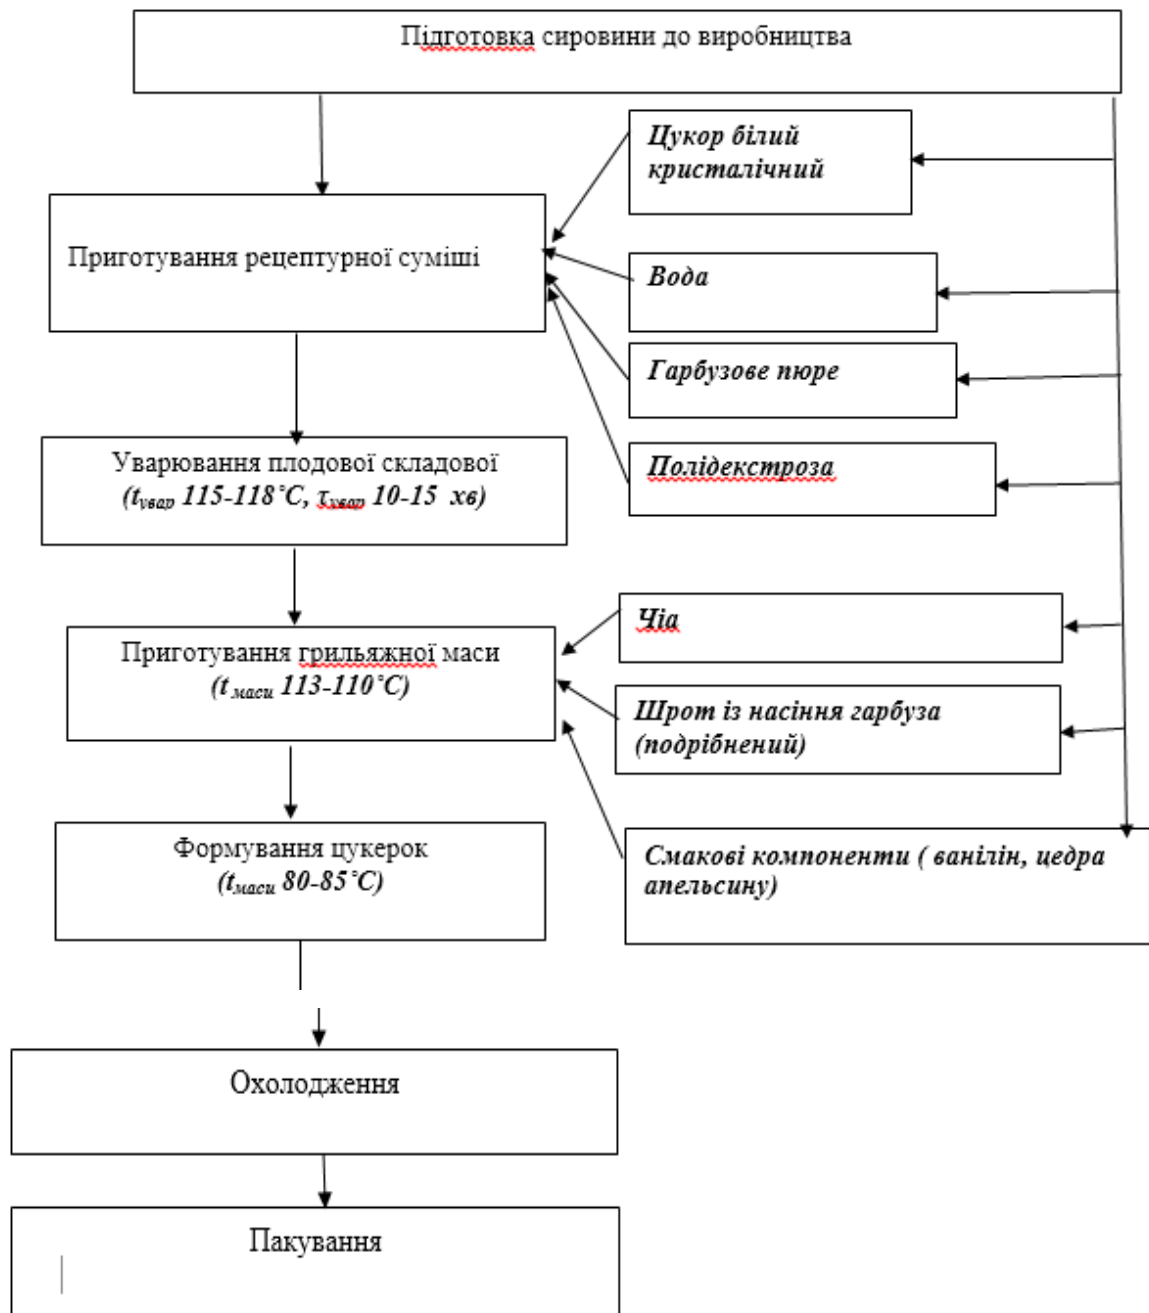 Підготовка сировини до виробництва
Цукор білий
кристалічний
Приготування рецептурної суміші
Вода
Гарбузове пюре
Полідекстроза
Уварювання плодової складової
(tувар 115-118˚С, τувар 10-15 хв)
Чіа
Приготування грильяжної маси
(t маси 113-110˚С)
Шрот із насіння гарбуза
(подрібнений)
Формування цукерок
(tмаси 80-85˚С)
Смакові компоненти ( ванілін, цедра
апельсину)
Охолодження
Пакування